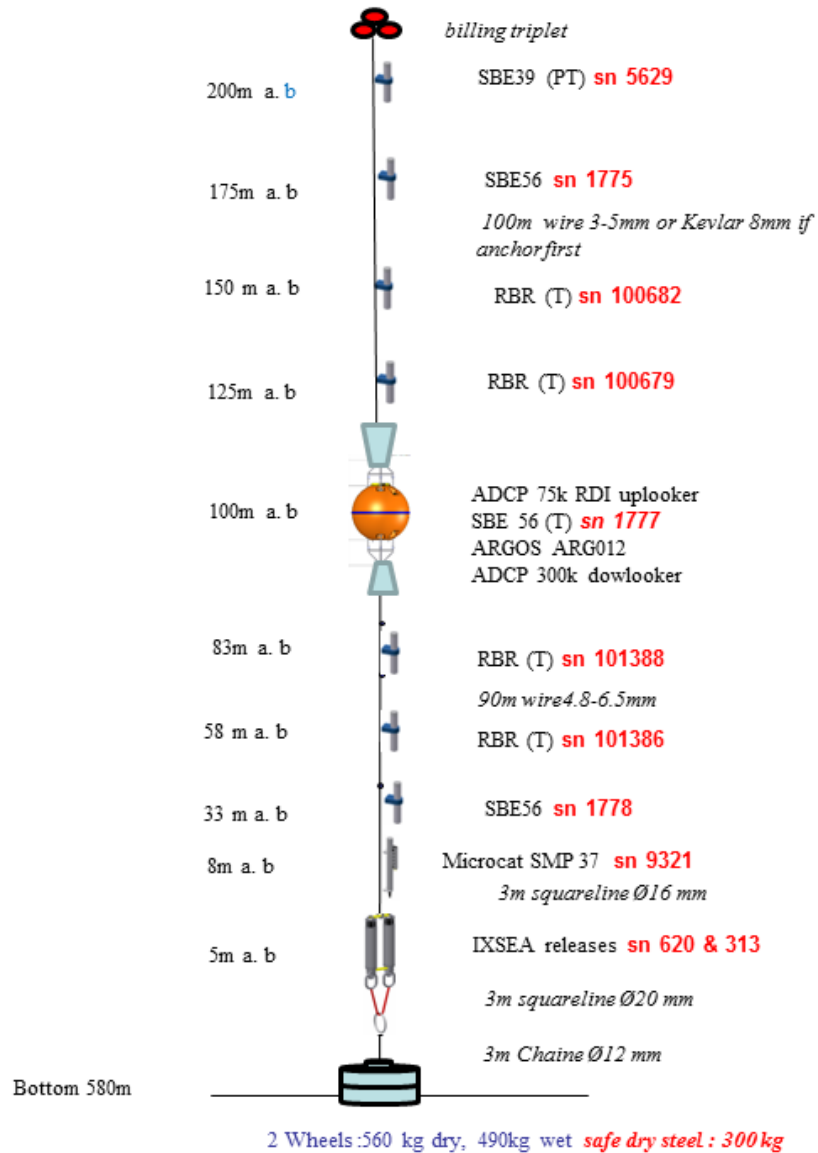 billing triplet
200m a. b SBE39 (PT) sn 5629
175m a. b SBE56 sn 1775
100m wire 3-5mm or Kevlar 8mm if
anchor first
150 m a. b RBR (T) sn 100682
125m a. b RBR (T) sn 100679
ADCP 75k RDI uplooker
100m a. b SBE 56 (T) sn 1777
ARGOS ARG012
ADCP 300k dowlooker
83m a. b RBR (T) sn 101388
90m wire4.8-6.5mm
58 m a. b RBR (T) sn 101386
33 m a. b SBE56 sn 1778
8m a. b Microcat SMP 37 sn 9321
3m squareline Ø16 mm
5m a. b IXSEA releases sn 620 & 313
3m squareline Ø20 mm
3m Chaine Ø12 mm
Bottom 580m
2 Wheels :560 kg dry, 490kg wet safe dry steel : 300 kg